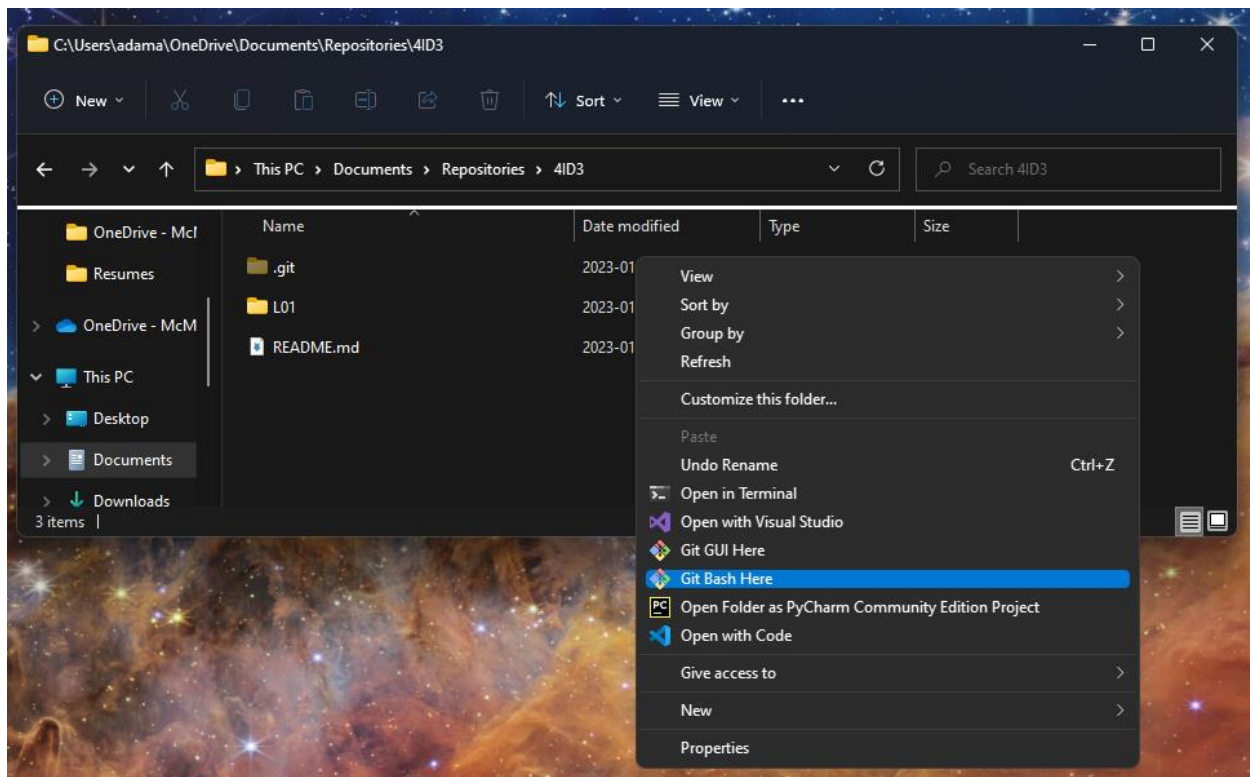 C:\Users\adama\OneDrive\Documents\Repositories\4ID3
New
Sort
View
This PC > Documents > Repositories > 4ID3
Search 4ID3
Name
Date modified
Type
Size
OneDrive - McM
Resumes
OneDrive - McM
This PC
Desktop
Documents
Downloads
.git
2023-01
L01
2023-01
README.md
2023-01
3 items
View
Sort by
Group by
Refresh
Customize this folder...
Paste
Undo Rename Ctrl+Z
Open in Terminal
Open with Visual Studio
Git GUI Here
Git Bash Here
PC Open Folder as PyCharm Community Edition Project
Open with Code
Give access to
New
Properties